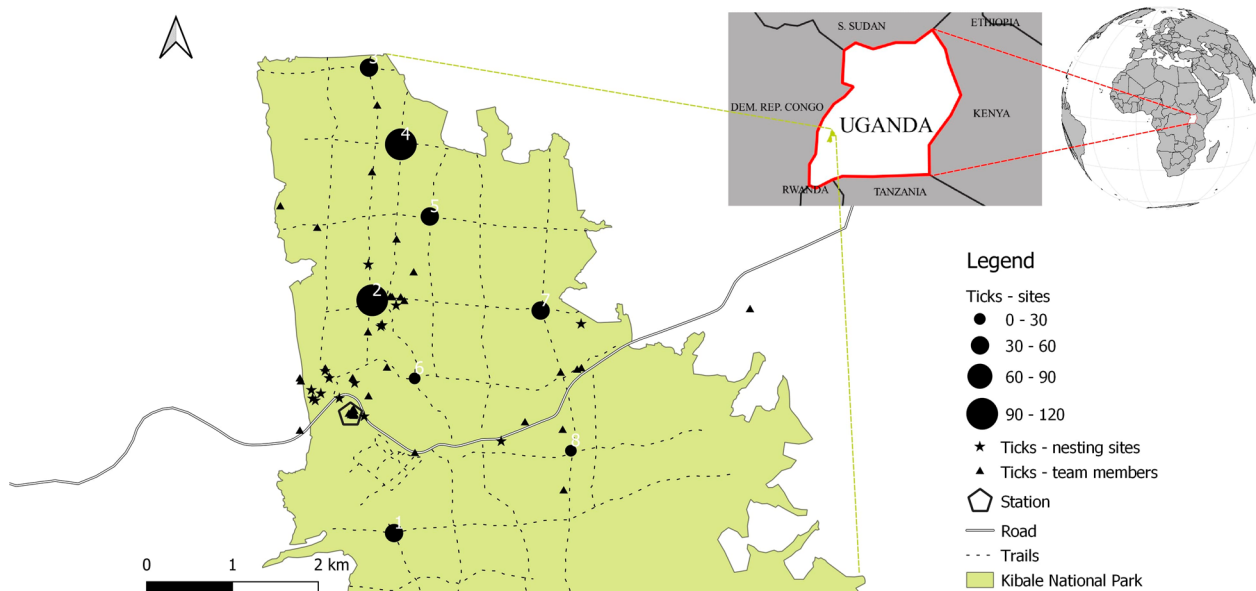 S. SUDAN
ETHIOPIA
DEM. REP. CONGO
KENYA
UGANDA
RWANDA
TANZANIA
3
4
5
2
7
6
8
1
Legend
Ticks - sites
0 - 30
30 - 60
60 - 90
90 - 120
Ticks - nesting sites
Ticks - team members
Station
Road
Trails
Kibale National Park
0 1 2 km